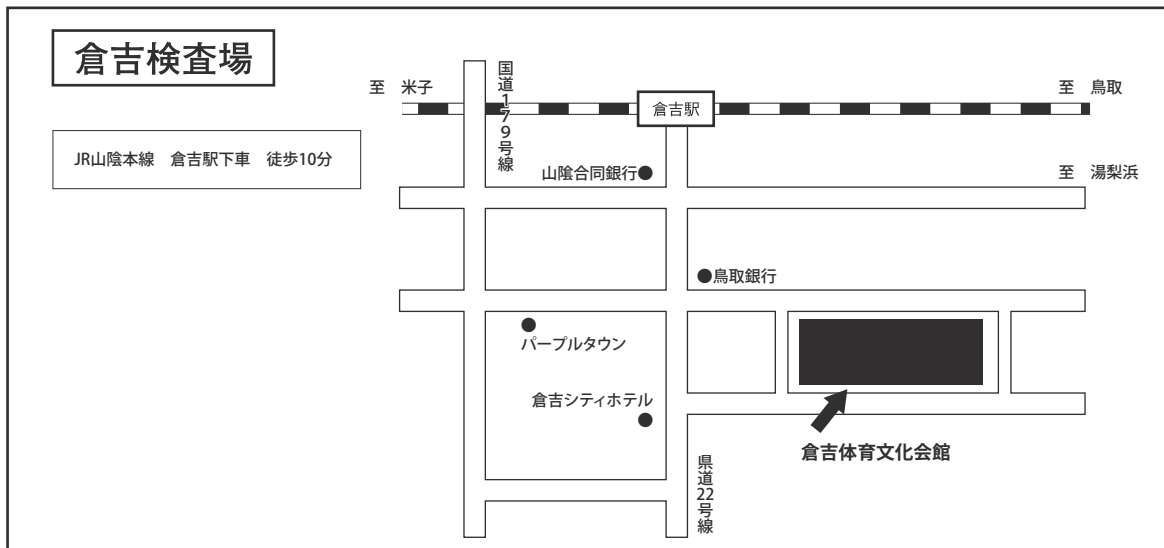 倉吉検査場
JR山陰本線　倉吉駅下車　徒歩10分
至　米子
国道179号線
倉吉駅
至　鳥取
山陰合同銀行●
至　湯梨浜
●鳥取銀行
パープルタウン
倉吉シティホテル
倉吉体育文化会館
県道22号線